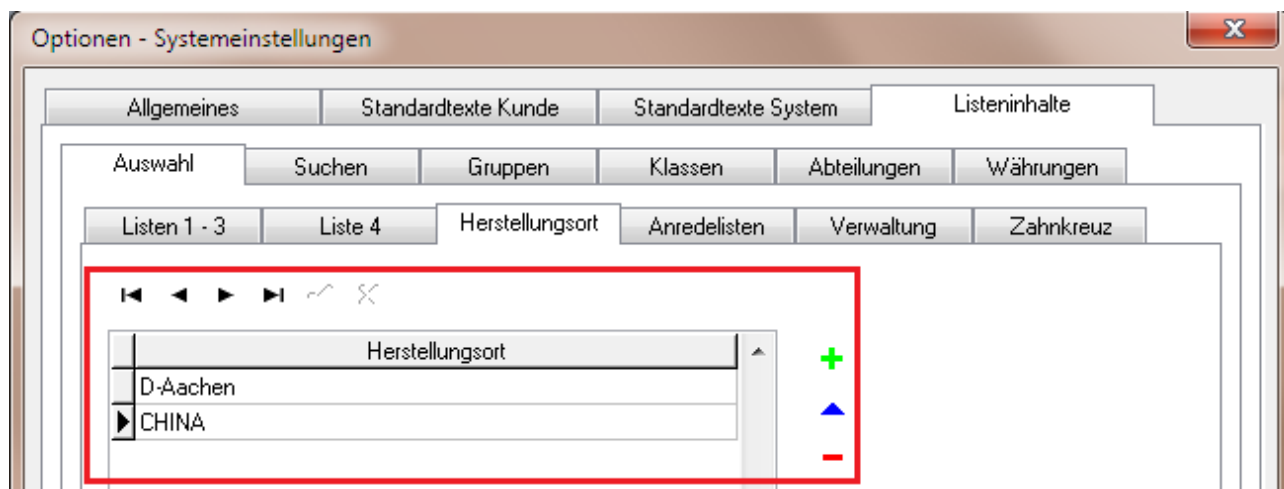 Optionen - Systemeinstellungen
Allgemeines Standardtexte Kunde Standardtexte System Listeninhalte
Auswahl Suchen Gruppen Klassen Abteilungen Währungen
Listen 1 - 3 Liste 4 Herstellungsort Anredelisten Verwaltung Zahnkreuz
Herstellungsort
D-Aachen
CHINA